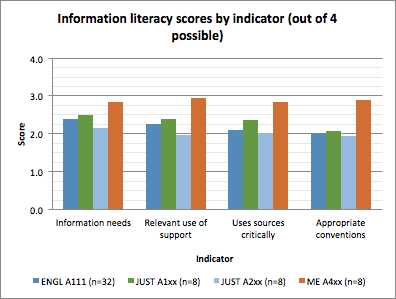 Information literacy scores by indicator (out of 4
possible)
4.0
3.0
2.0
1.0
0.0
Score
Information needs
Relevant use of
support
Uses sources
critically
Appropriate
conventions
Indicator
ENGL A111 (n=32)
JUST A1xx (n=8)
JUST A2xx (n=8)
ME A4xx (n=8)